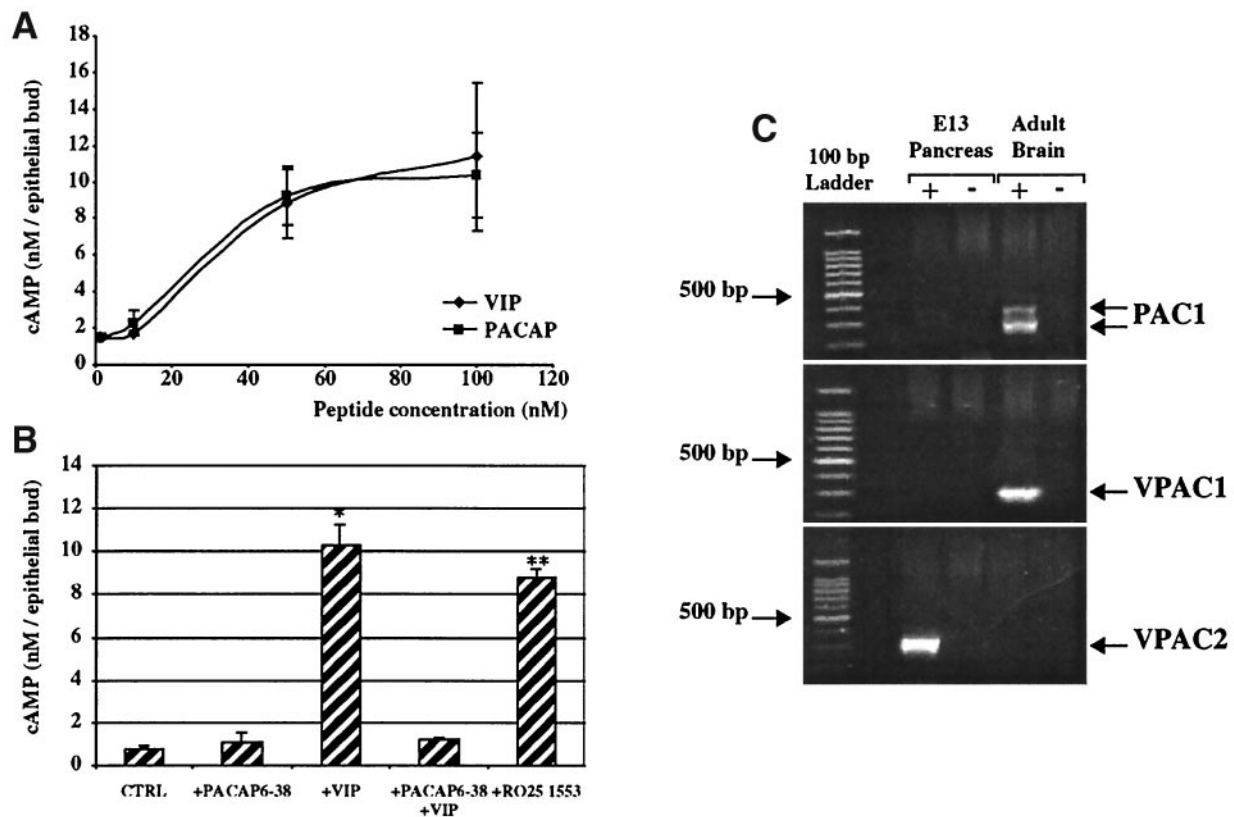 A
cAMP (nM / epithelial bud)
18
16
14
12
10
8
6
4
2
0
0 20 40 60 80 100 120
Peptide concentration (nM)
VIP
PACAP
B
cAMP (nM / epithelial bud)
14
12
10
8
6
4
2
0
*
**
CTRL +PACAP6-38 +VIP +PACAP6-38 +RO25 1553
+VIP
C
E13 Adult
100 bp Pancreas Brain
Ladder + - + -
500 bp PAC1
500 bp VPAC1
500 bp VPAC2